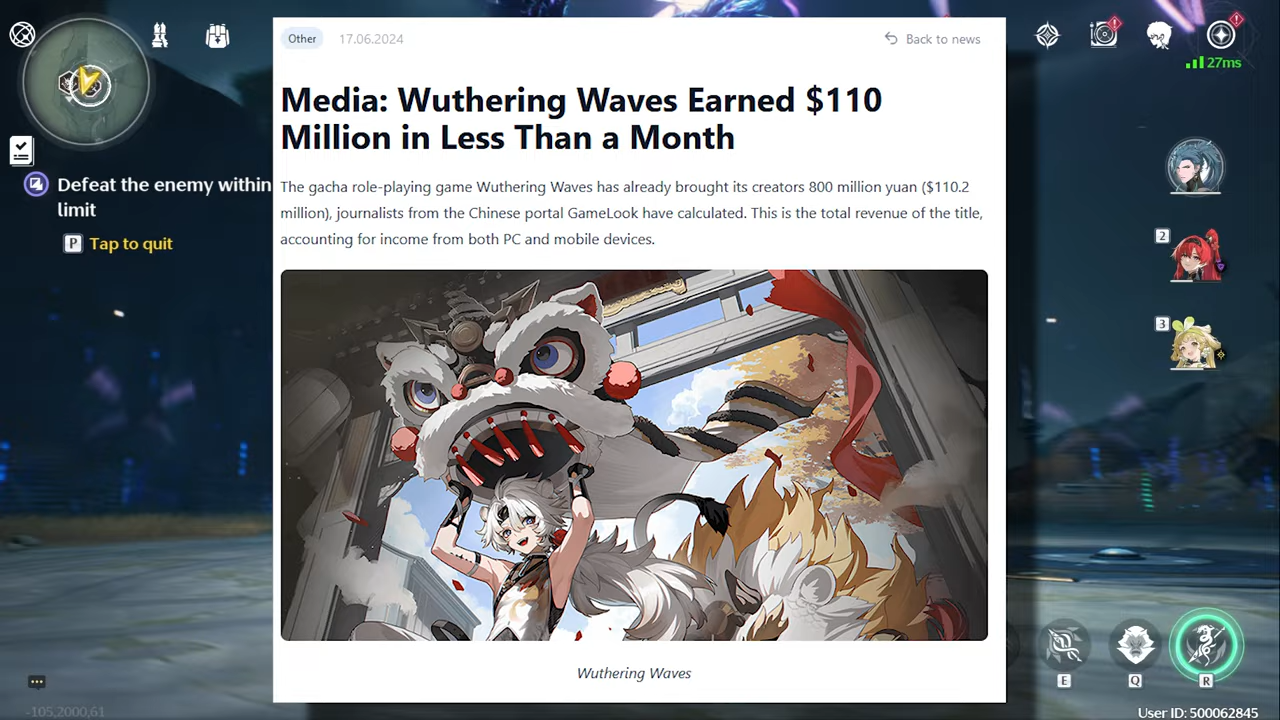 Other 17.06.2024 Back to news
Media: Wuthering Waves Earned $110
Million in Less Than a Month
The gacha role-playing game Wuthering Waves has already brought its creators 800 million yuan ($110.2
million), journalists from the Chinese portal GameLook have calculated. This is the total revenue of the title,
accounting for income from both PC and mobile devices.
Wuthering Waves
27ms
Defeat the enemy within
limit
P Tap to quit
2
3
E Q R
-105,2000,61
User ID: 500062845